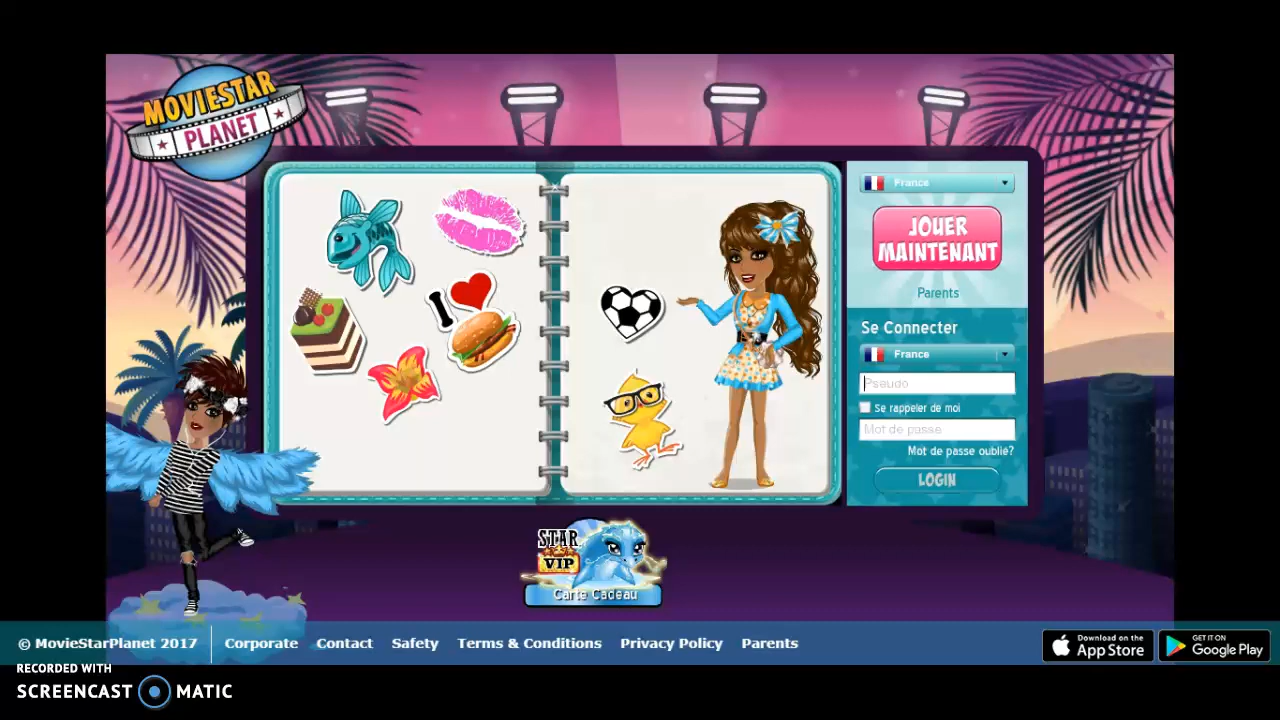 MOVIESTAR
PLANET
France
JOUER
MAINTENANT
Parents
Se Connecter
France
Pseudo
Se rappeler de moi
Mot de passe
Mot de passe oublié?
LOGIN
I
STAR
VIP
Carte Cadeau
© MovieStarPlanet 2017
Corporate
Contact
Safety
Terms & Conditions
Privacy Policy
Parents
Download on the
App Store
GET IT ON
Google Play
RECORDED WITH
SCREENCAST MATIC